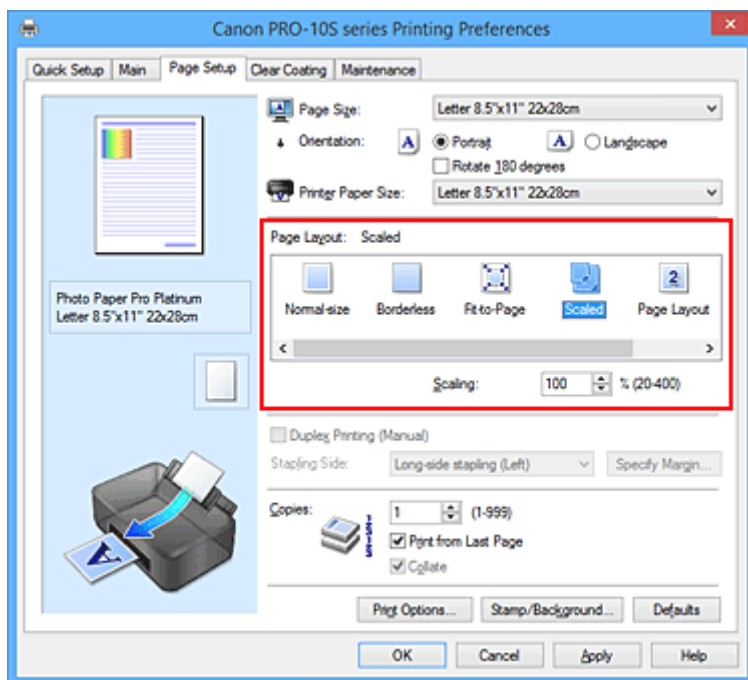 Canon PRO-10S series Printing Preferences
Quick Setup Main Page Setup Clear Coating Maintenance
Page Size: Letter 8.5"x11" 22x28cm
Orientation: A Portrait A Landscape
Rotate 180 degrees
Printer Paper Size: Letter 8.5"x11" 22x28cm
Page Layout: Scaled
Normal-size Borderless Fit-to-Page Scaled Page Layout
Scaling: 100 % (20-400)
Photo Paper Pro Platinum
Letter 8.5"x11" 22x28cm
Duplex Printing (Manual)
Stapling Side: Long-side stapling (Left) Specify Margin...
Copies: 1 (1-999)
Print from Last Page
Collate
Print Options... Stamp/Background... Defaults
OK Cancel Apply Help